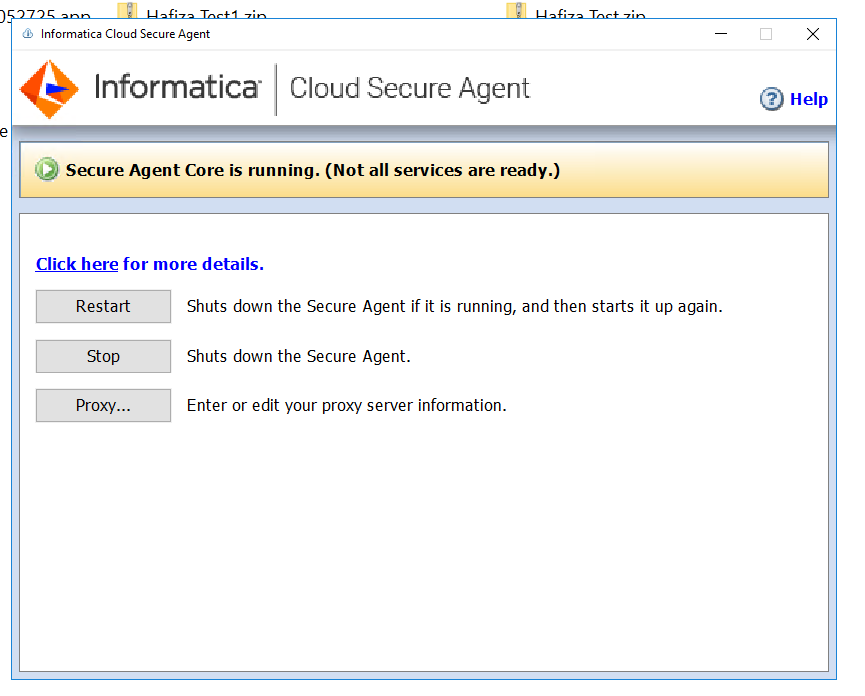 052725.app
Hafiza Test1.zip
Hafiza Test.zip
Informatica Cloud Secure Agent
Informatica Cloud Secure Agent
Help
e
Secure Agent Core is running. (Not all services are ready.)
Click here for more details.
Restart Shuts down the Secure Agent if it is running, and then starts it up again.
Stop Shuts down the Secure Agent.
Proxy... Enter or edit your proxy server information.